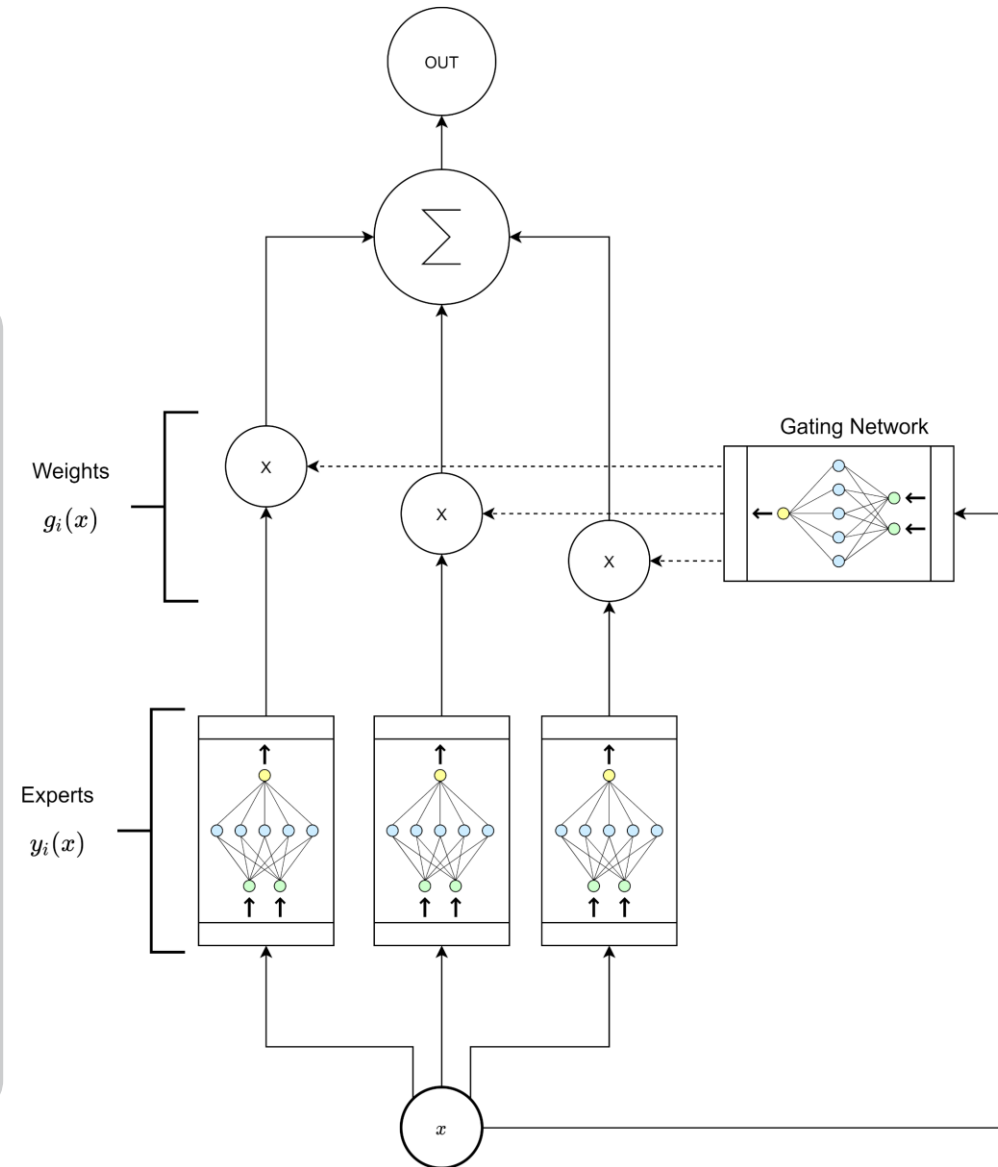 OUT
∑
Gating Network
Weights
g_i(x)
X
X
X
Experts
y_i(x)
x